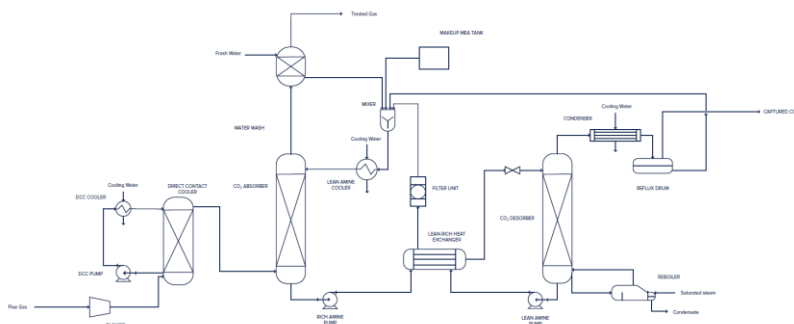 Treated Gas
MAKEUP MEA TANK
Fresh Water
MIXER
Cooling Water
CONDENSER
CAPTURED
WATER WASH
Cooling Water
Cooling Water
DCC COOLER
DIRECT CONTACT
COOLER
CO₂ ABSORBER
LEAN AMINE
COOLER
FILTER UNIT
REFLUX DRUM
CO₂ DESORBER
LEAN-RICH HEAT
EXCHANGER
DCC PUMP
REBOILER
Saturated steam
Flue Gas
RICH AMINE
PUMP
LEAN AMINE
PUMP
Condensate